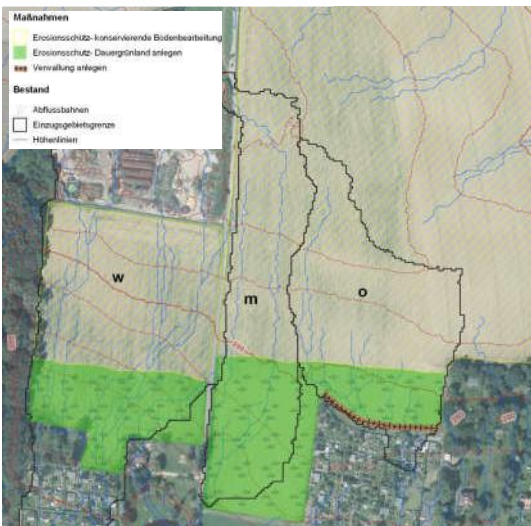 Maßnahmen
Erosionsschutz- konservierende Bodenbearbeitung
Erosionsschutz- Dauergrünland anlegen
Verwallung anlegen
Bestand
Abflussbahnen
Einzugsgebietsgrenze
Höhenlinien
w
m
o